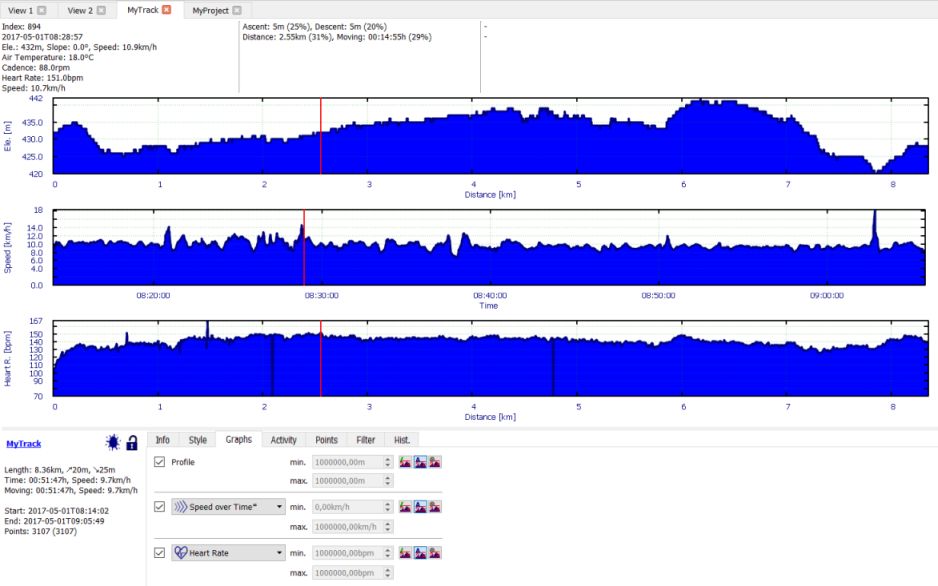 View 1 View 2 MyTrack MyProject
Index: 894
2017-05-01T08:28:57
Ele.: 432m, Slope: 0.0°, Speed: 10.9km/h
Air Temperature: 18.0°C
Cadence: 88.0rpm
Heart Rate: 151.0bpm
Speed: 10.7km/h
Ascent: 5m (25%), Descent: 5m (20%)
Distance: 2.55km (31%), Moving: 00:14:55h (29%)
-
-
Ele. [m]
442
435.0
430.0
425.0
420
0 1 2 3 4 5 6 7 8
Distance [km]
Speed [km/h]
18
14.0
12.0
10.0
8.0
6.0
4.0
0.0
08:20:00 08:30:00 08:40:00 08:50:00 09:00:00
Time
Heart R. [bpm]
167
150
140
130
120
110
100
90
70
0 1 2 3 4 5 6 7 8
Distance [km]
MyTrack
Length: 8.36km, ↗20m, ↘25m
Time: 00:51:47h, Speed: 9.7km/h
Moving: 00:51:47h, Speed: 9.7km/h
Start: 2017-05-01T08:14:02
End: 2017-05-01T09:05:49
Points: 3107 (3107)
Info Style Graphs Activity Points Filter Hist.
Profile min. 1000000,00m
max. 1000000,00m
Speed over Time* min. 0,00km/h
max. 1000000,00km/h
Heart Rate min. 1000000,00bpm
max. 1000000,00bpm